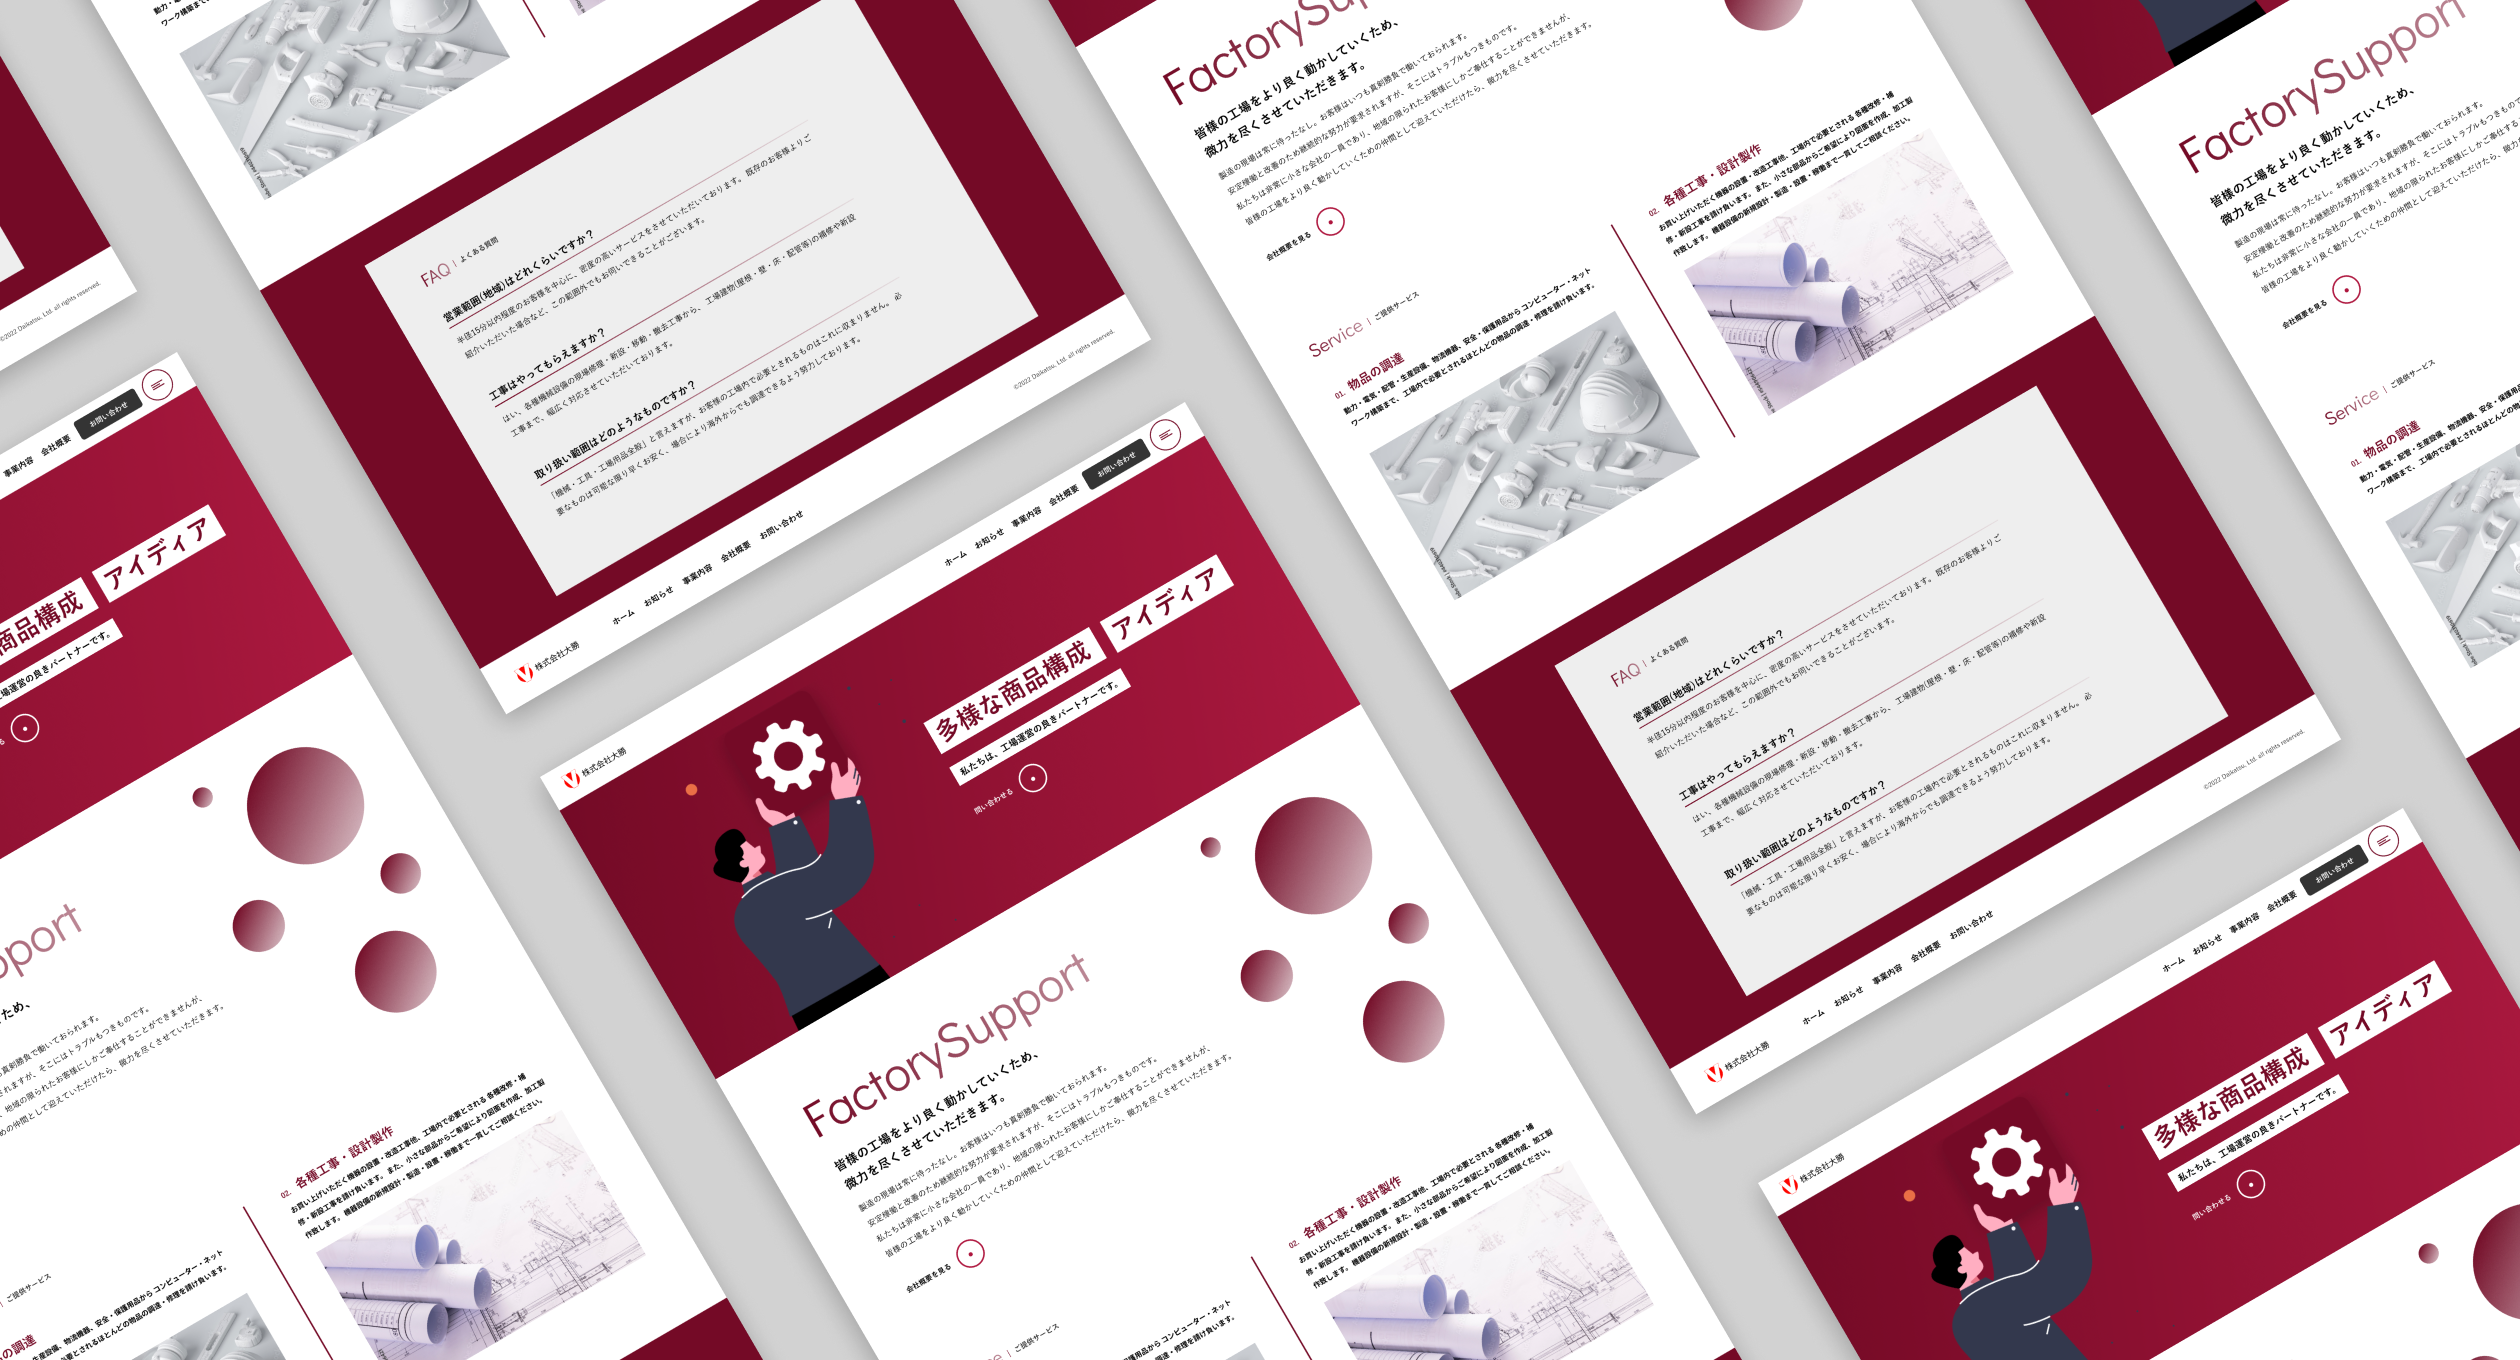 株式会社大勝
ホーム お知らせ 事業内容 会社概要 お問い合わせ
多様な商品構成 アイディア
私たちは、工場運営の良きパートナーです。
問い合わせる
FactorySupport
皆様の工場をより良く動かしていくため、
微力を尽くさせていただきます。
製造の現場は常に待ったなし。お客様はいつも真剣勝負で働いておられます。
安定稼働と改善のため継続的な努力が要求されますが、そこにはトラブルもつきものです。
私たちは非常に小さな会社の一員であり、地域の限られたお客様にしかご奉仕することができませんが、
皆様の工場をより良く動かしていくための仲間として迎えていただけたら、微力を尽くさせていただきます。
会社概要を見る
Service | ご提供サービス
01. 物品の調達
動力・電気・配管・生産設備、物流機器、安全・保護用品から コンピューター・ネット
ワーク構築まで、工場内で必要とされるほとんどの物品の調達・修理を請け負います。
02. 各種工事・設計製作
お買い上げいただく機器の設置・改造工事他、工場内で必要とされる 各種改修・補
修・新設工事を請け負います。また、小さな部品からご希望により図面を作成、加工製
作致します。機器設備の新規設計・製造・設置・稼働まで一貫してご相談ください。
FAQ | よくある質問
営業範囲(地域)はどれくらいですか？
半径15分以内程度のお客様を中心に、密度の高いサービスをさせていただいております。 既存のお客様よりご
紹介いただいた場合など、この範囲外でもお伺いできることがございます。
工事はやってもらえますか？
はい、各種機械設備の現場修理・新設・移動・撤去工事から、 工場建物(屋根・壁・床・配管等)の補修や新設
工事まで、幅広く対応させていただいております。
取り扱い範囲はどのようなものですか？
「機械・工具・工場用品全般」と言えますが、お客様の工場内で必要とされるものはこれに収まりません。 必
要なものは可能な限り早くお安く、場合により海外からでも調達できるよう努力しております。
株式会社大勝
ホーム お知らせ 事業内容 会社概要 お問い合わせ
©2022 Daikatsu, Ltd. all rights reserved.